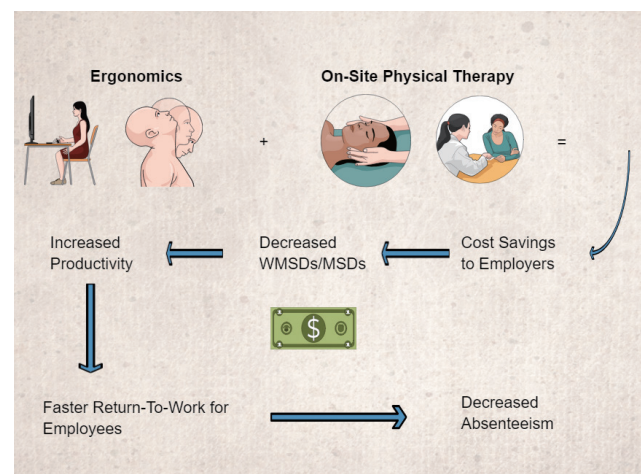 Ergonomics
On-Site Physical Therapy
+
=
Increased
Productivity
Decreased
WMSDs/MSDs
Cost Savings
to Employers
$
Faster Return-To-Work for
Employees
Decreased
Absenteeism